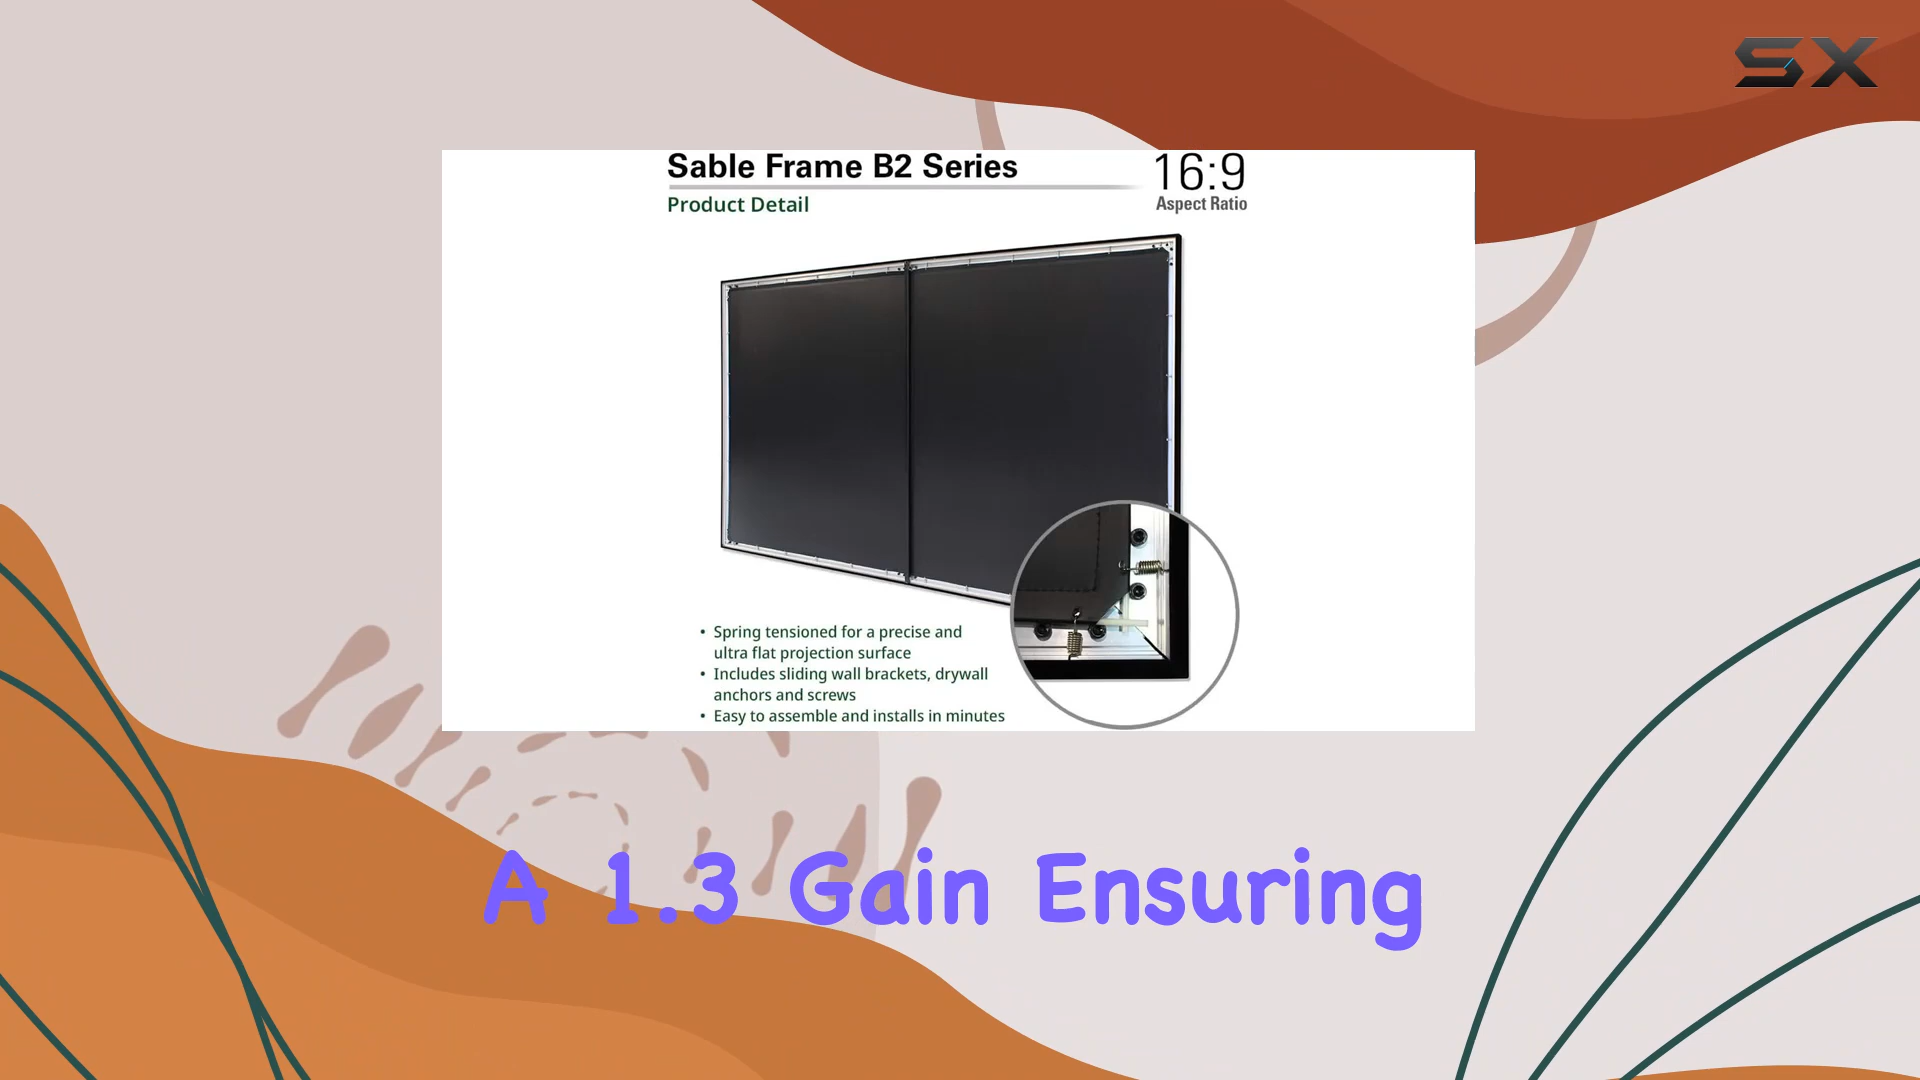 SX
Sable Frame B2 Series
16:9
Product Detail
Aspect Ratio
• Spring tensioned for a precise and
ultra flat projection surface
• Includes sliding wall brackets, drywall
anchors and screws
• Easy to assemble and installs in minutes
A 1.3 Gain Ensuring